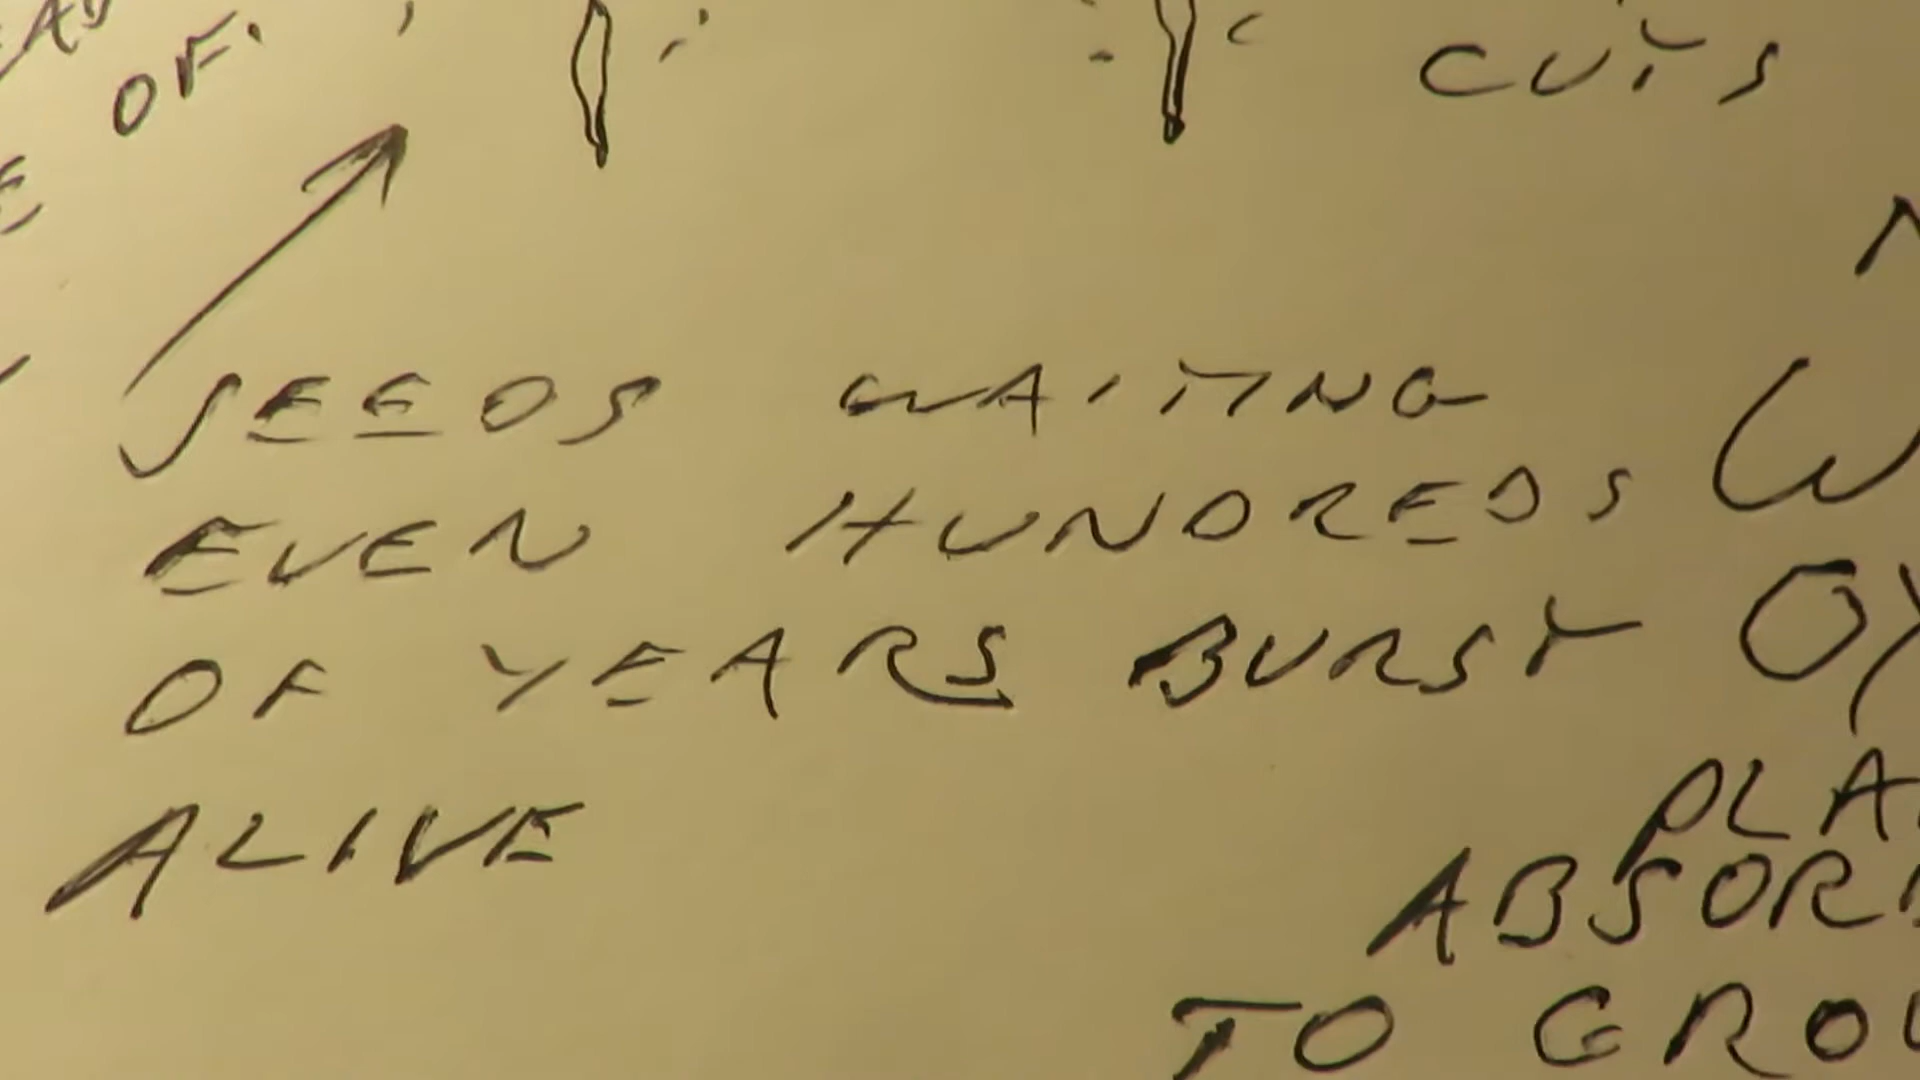 OF
CUTS
SEEDS WAITING
EVEN HUNDREDS
OF YEARS BURST
ALIVE
ABSOR
TO GRO